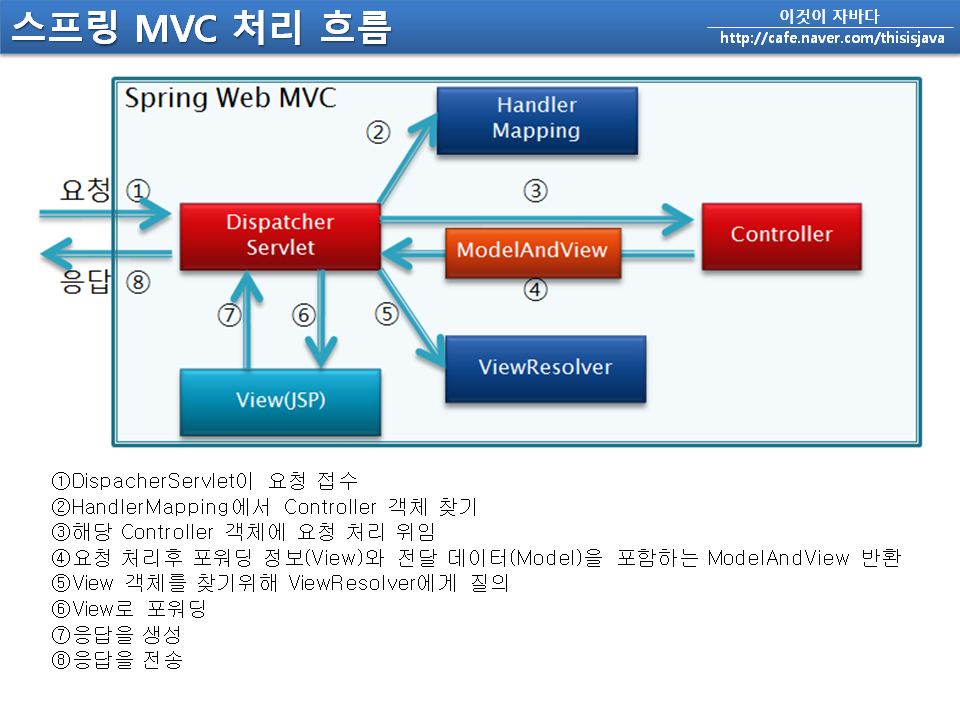 스프링 MVC 처리 흐름
이것이 자바다
http://cafe.naver.com/thisisjava
Spring Web MVC
Handler
Mapping
②
요청 ①
③
Dispatcher
Servlet
Controller
ModelAndView
응답 ⑧
④
⑦
⑥
⑤
ViewResolver
View(JSP)
①DispacherServlet이 요청 접수
②HandlerMapping에서 Controller 객체 찾기
③해당 Controller 객체에 요청 처리 위임
④요청 처리후 포워딩 정보(View)와 전달 데이터(Model)을 포함하는 ModelAndView 반환
⑤View 객체를 찾기위해 ViewResolver에게 질의
⑥View로 포워딩
⑦응답을 생성
⑧응답을 전송